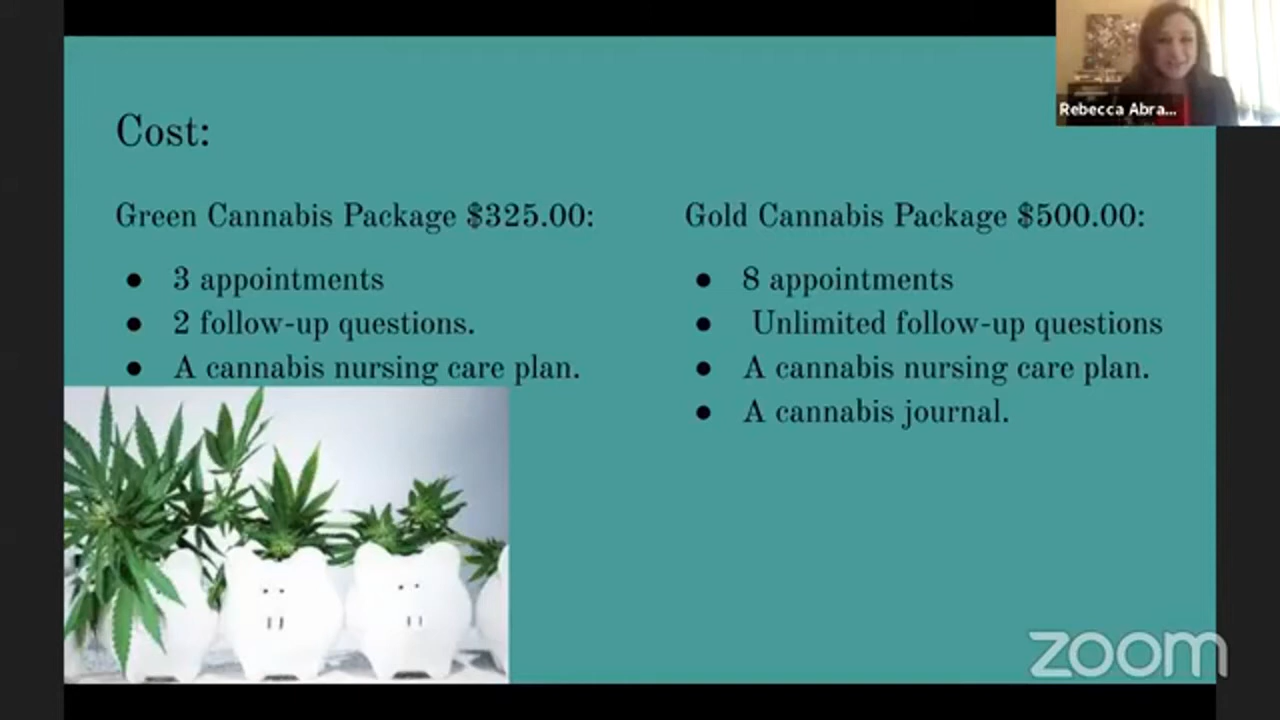 Rebecca Abra...
Cost:
Green Cannabis Package $325.00:
3 appointments
2 follow-up questions.
A cannabis nursing care plan.
Gold Cannabis Package $500.00:
8 appointments
Unlimited follow-up questions
A cannabis nursing care plan.
A cannabis journal.
zoom